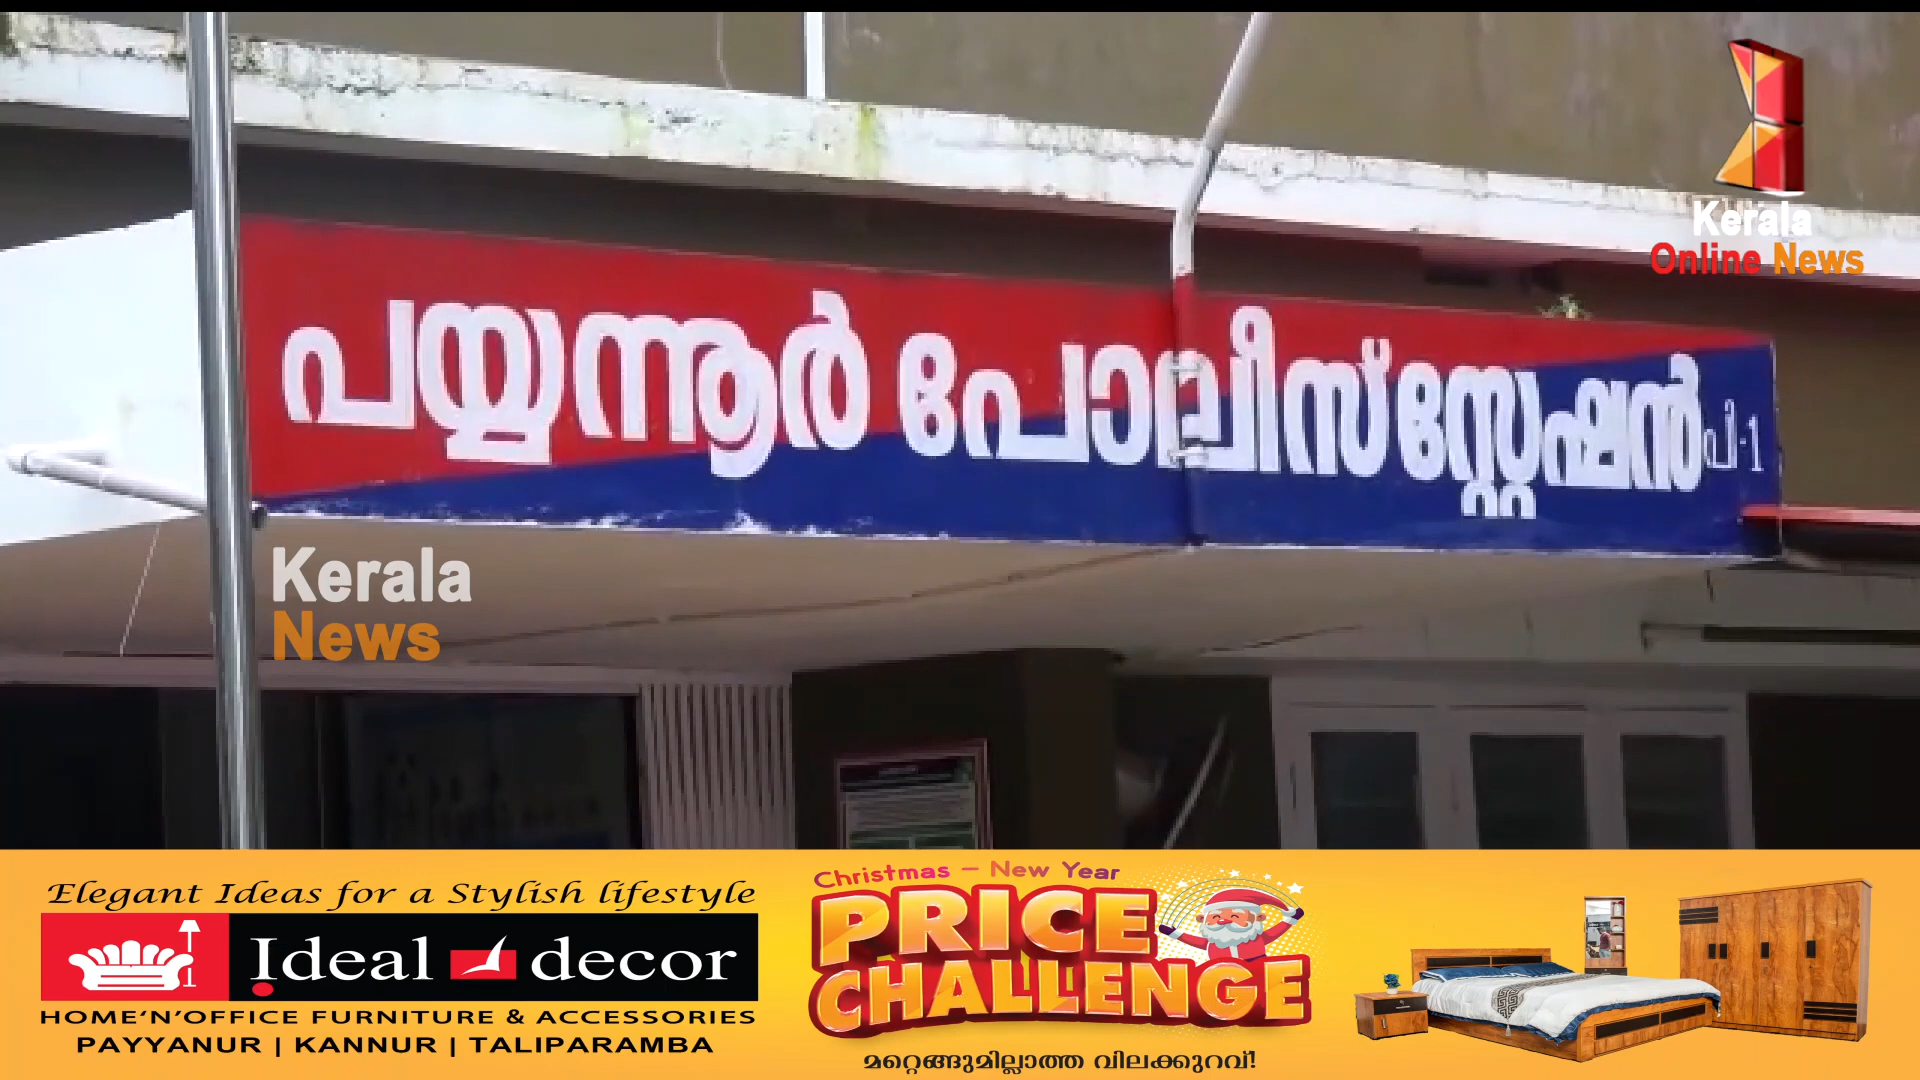 Kerala
Online News
പയ്യന്നൂർ പോലീസ് സ്റ്റേഷൻ പി-1
Kerala
News
Elegant Ideas for a Stylish lifestyle
Ideal decor
HOME‘N’OFFICE FURNITURE & ACCESSORIES
PAYYANUR | KANNUR | TALIPARAMBA
Christmas – New Year
PRICE
CHALLENGE
മറ്റെങ്ങുമില്ലാത്ത വിലക്കുറവ്!